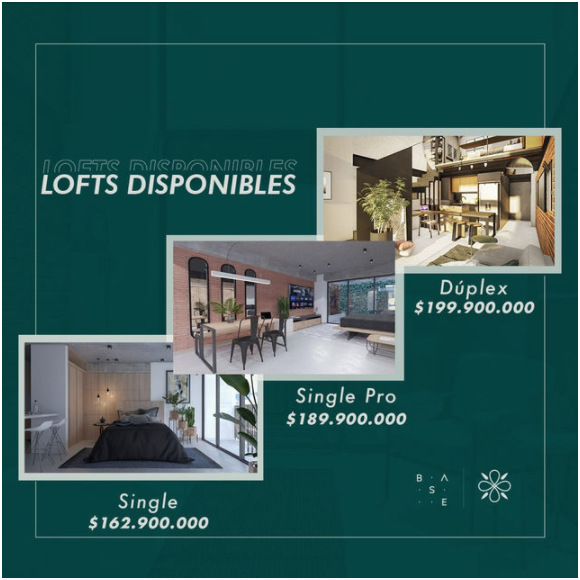 LOFTS DISPONIBLES
LOFTS DISPONIBLES
Dúplex
$199.900.000
Single Pro
$189.900.000
Single
$162.900.000
B · A
· S ·
· · E